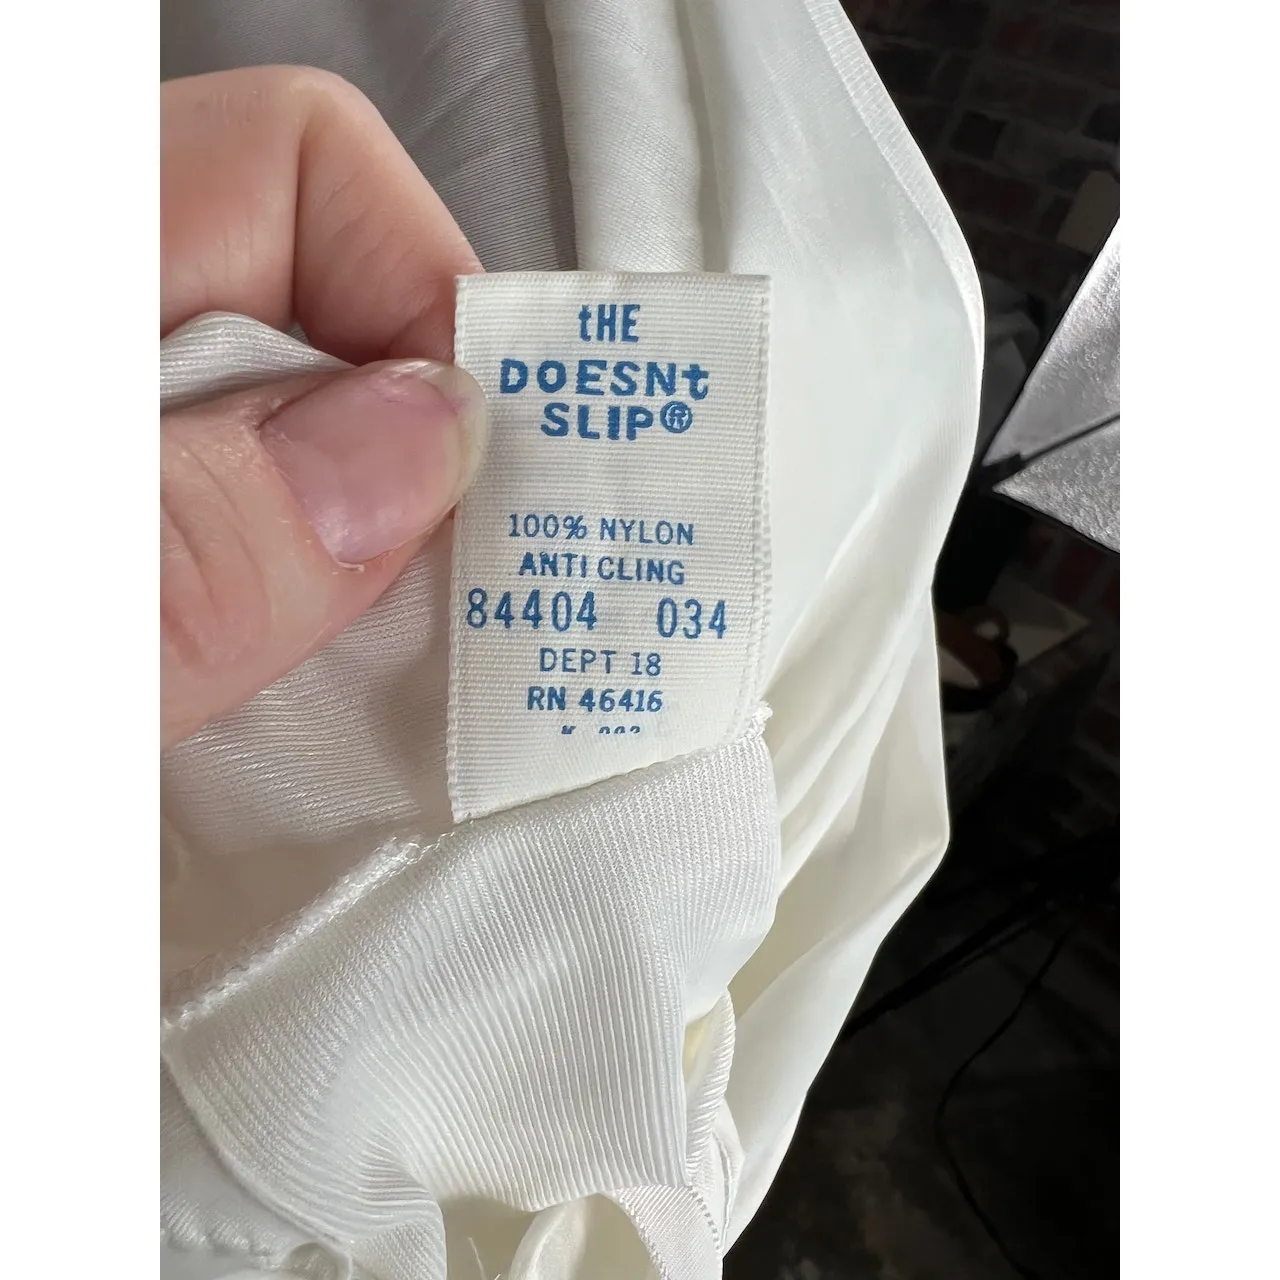 tHE
DOESNt
SLIP®
100% NYLON
ANTI CLING
84404 034
DEPT 18
RN 46416